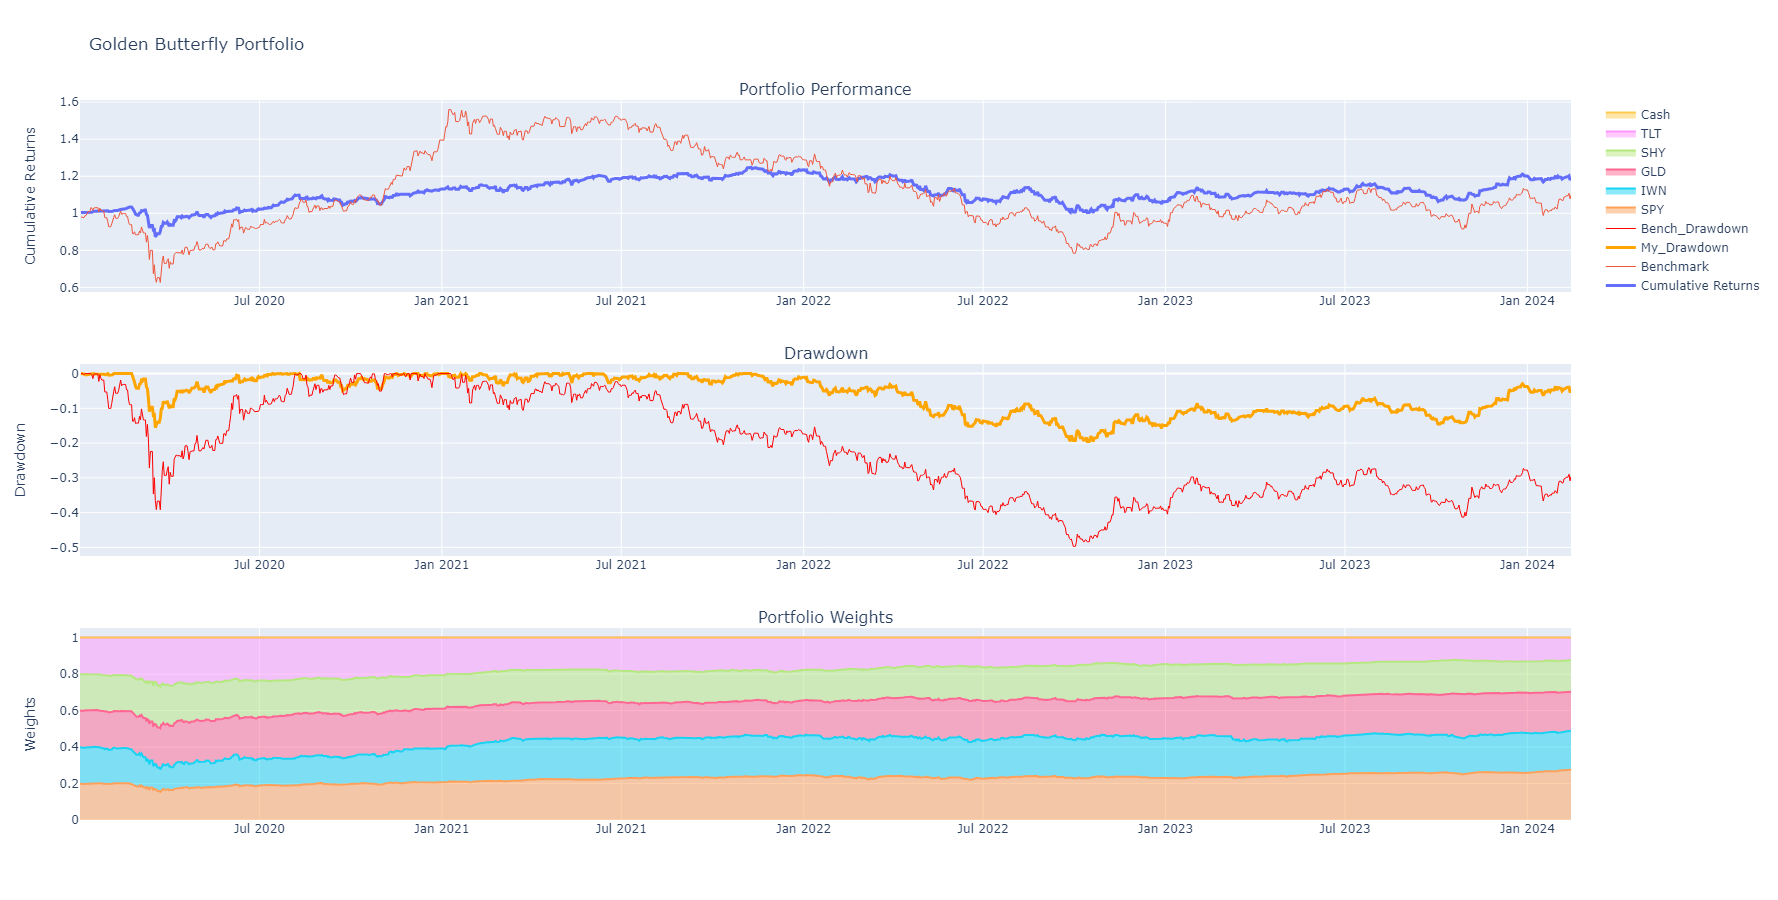 Golden Butterfly Portfolio
Portfolio Performance
Cumulative Returns
1.6
1.4
1.2
1
0.8
0.6
Jul 2020 Jan 2021 Jul 2021 Jan 2022 Jul 2022 Jan 2023 Jul 2023 Jan 2024
Cash
TLT
SHY
GLD
IWN
SPY
Bench_Drawdown
My_Drawdown
Benchmark
Cumulative Returns
Drawdown
Drawdown
0
−0.1
−0.2
−0.3
−0.4
−0.5
Jul 2020 Jan 2021 Jul 2021 Jan 2022 Jul 2022 Jan 2023 Jul 2023 Jan 2024
Portfolio Weights
Weights
1
0.8
0.6
0.4
0.2
0
Jul 2020 Jan 2021 Jul 2021 Jan 2022 Jul 2022 Jan 2023 Jul 2023 Jan 2024